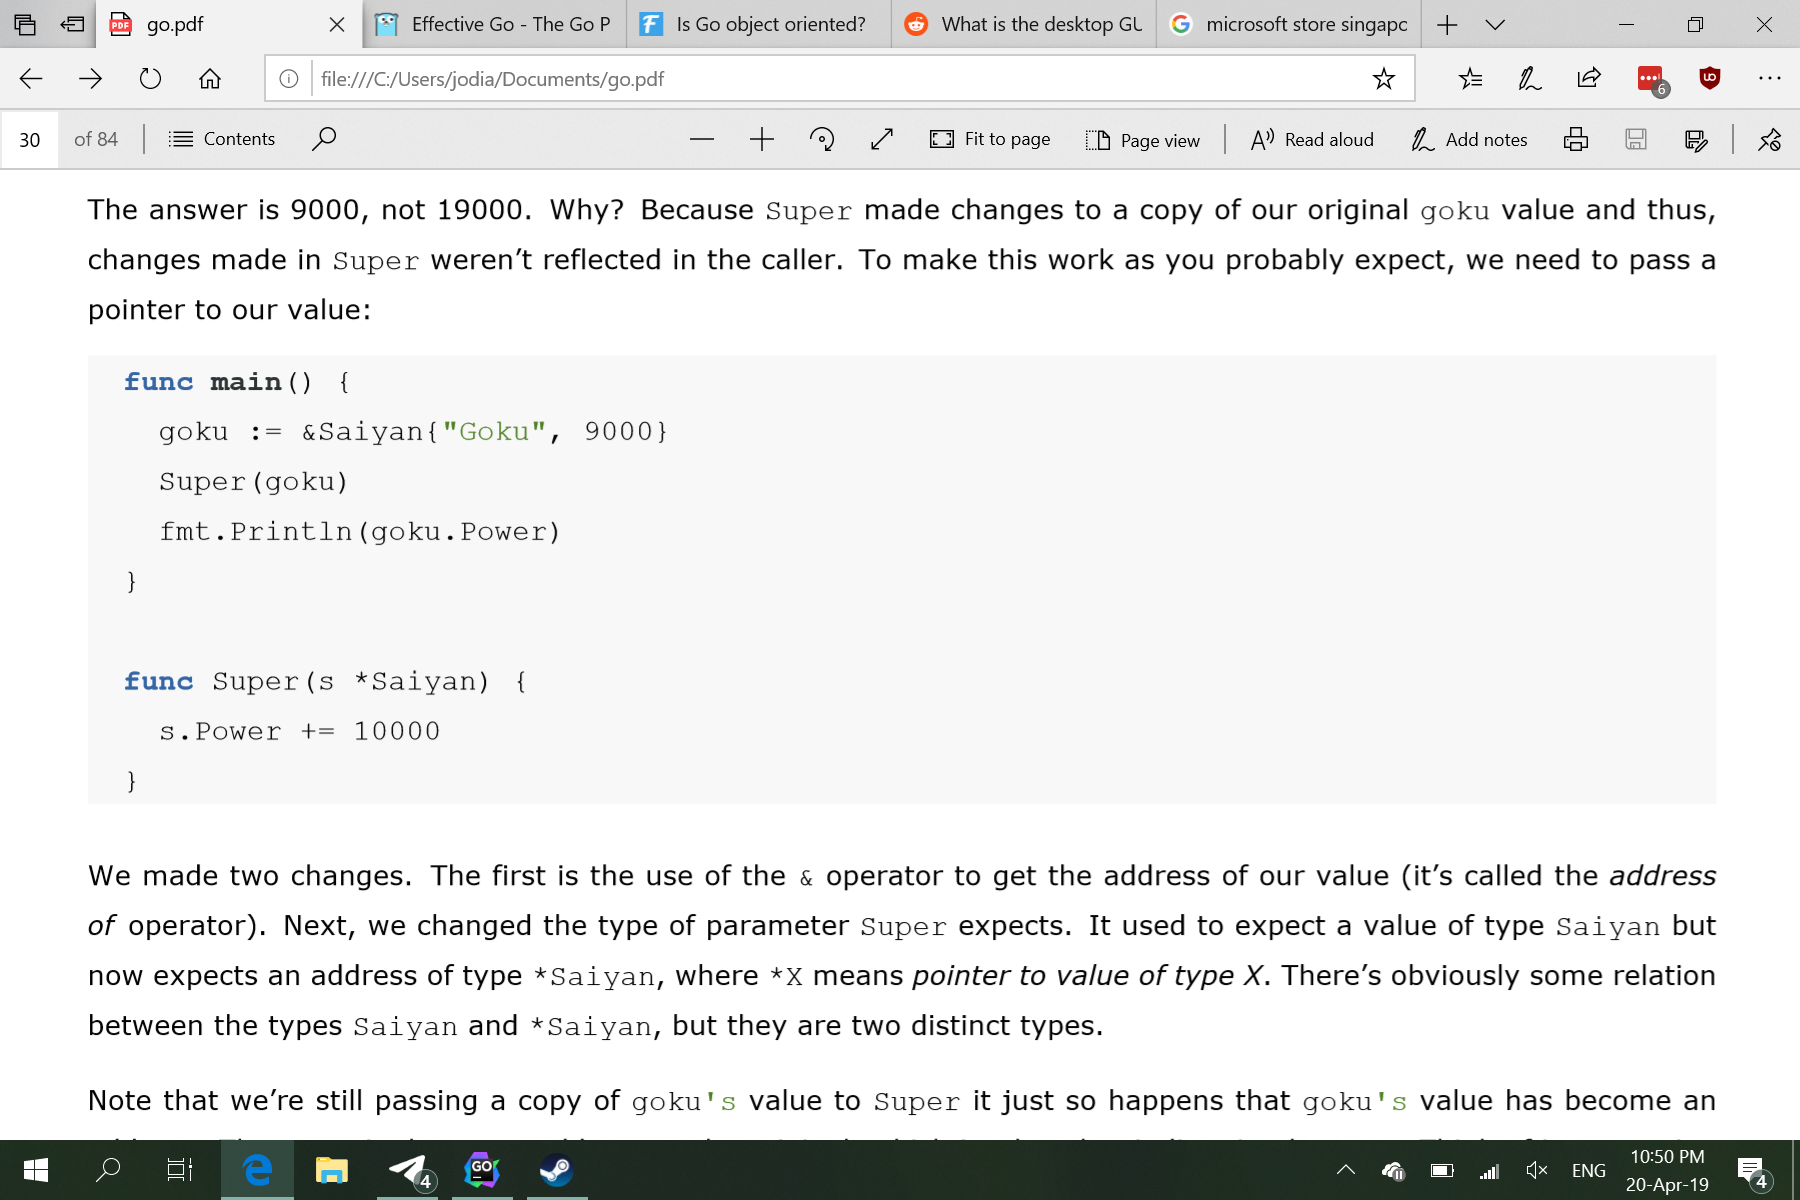 go.pdf
Effective Go - The Go P
Is Go object oriented?
What is the desktop GU
microsoft store singapo
file:///C:/Users/jodia/Documents/go.pdf
6
30 of 84
Contents
Fit to page
Page view
Read aloud
Add notes
The answer is 9000, not 19000. Why? Because Super made changes to a copy of our original goku value and thus,
changes made in Super weren’t reflected in the caller. To make this work as you probably expect, we need to pass a
pointer to our value:
func main() {
goku := &Saiyan{"Goku", 9000}
Super(goku)
fmt.Println(goku.Power)
}
func Super(s *Saiyan) {
s.Power += 10000
}
We made two changes. The first is the use of the & operator to get the address of our value (it’s called the address
of operator). Next, we changed the type of parameter Super expects. It used to expect a value of type Saiyan but
now expects an address of type *Saiyan, where *X means pointer to value of type X. There’s obviously some relation
between the types Saiyan and *Saiyan, but they are two distinct types.
Note that we’re still passing a copy of goku's value to Super it just so happens that goku's value has become an
4
GO
ENG
10:50 PM
20-Apr-19
4